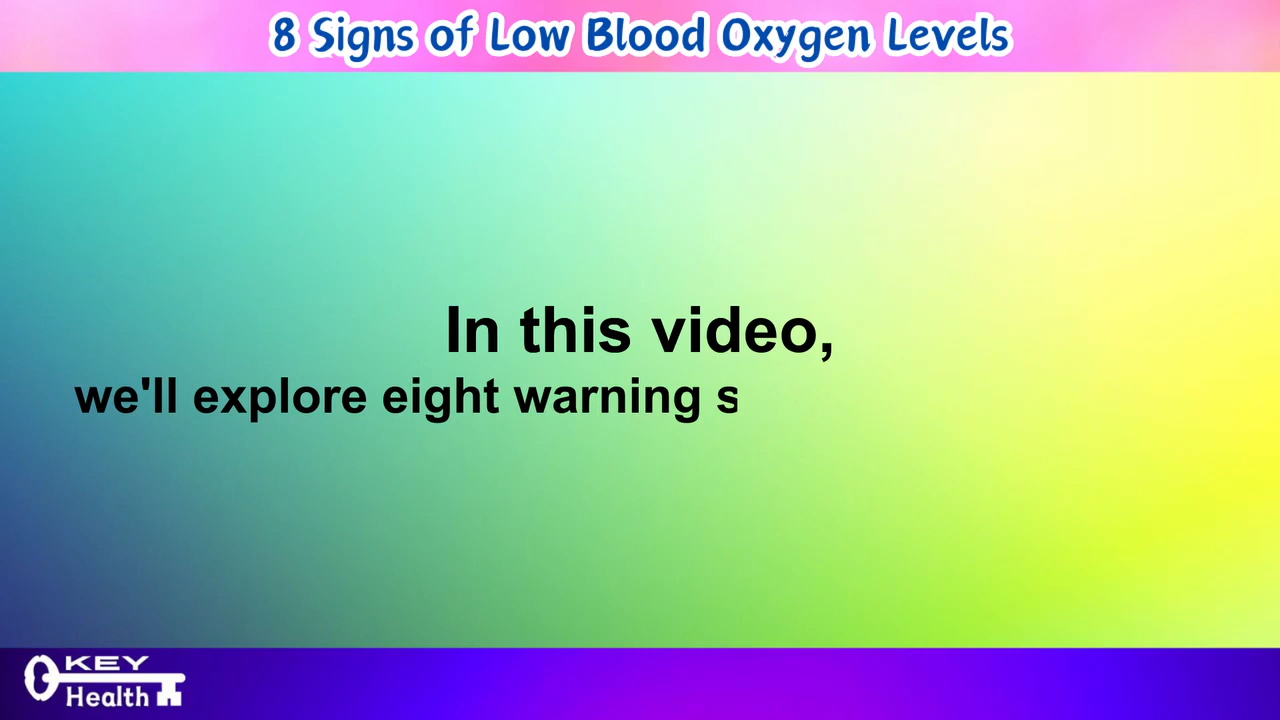 8 Signs of Low Blood Oxygen Levels
In this video,
we'll explore eight warning s
KEY
Health